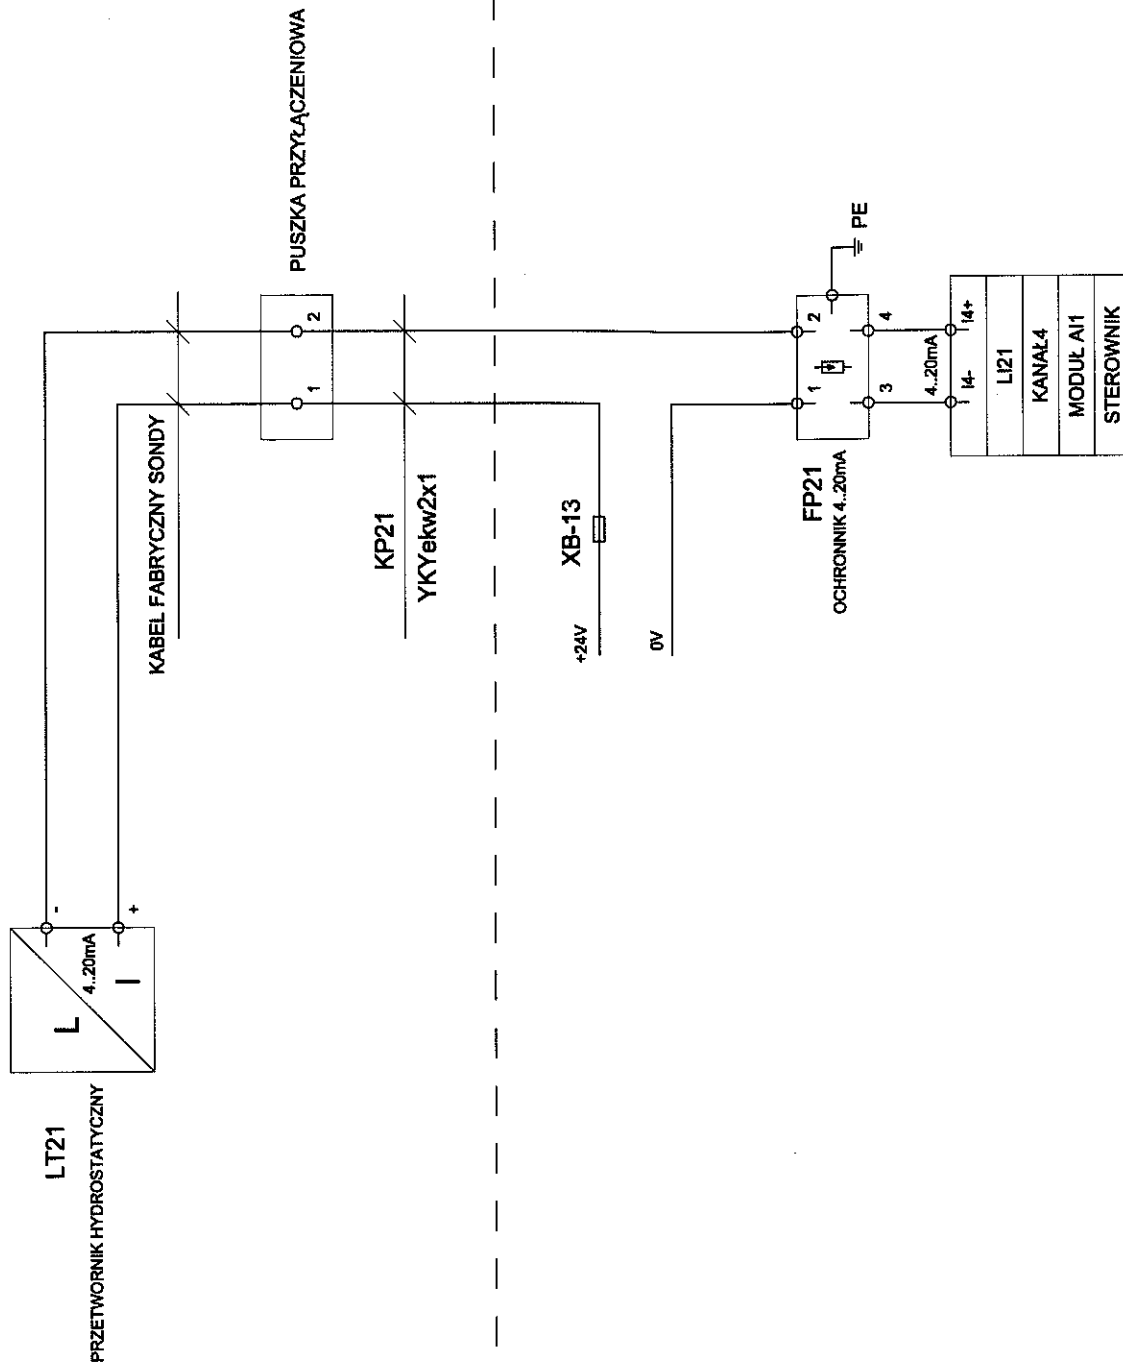 LT21
PRZETWORNIK HYDROSTATYCZNY
L
4..20mA
I
-
+
KABEL FABRYCZNY SONDY
PUSZKA PRZYŁĄCZENIOWA
1
2
KP21
YKYekw2x1
XB-13
+24V
0V
FP21
OCHRONNIK 4..20mA
1
2
PE
3
4
4..20mA
I4-
I4+
LI21
KANAŁ4
MODUŁ AI1
STEROWNIK